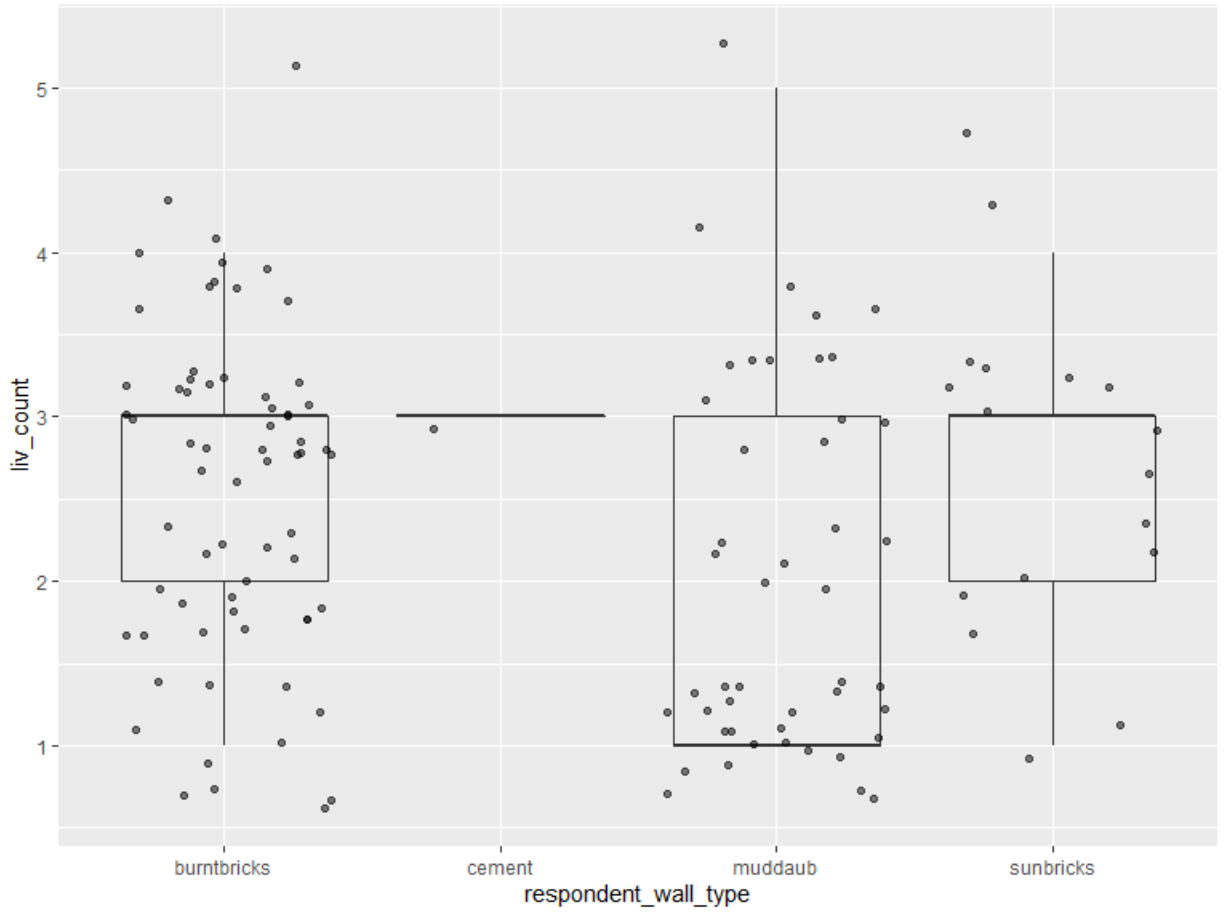 liv_count
5
4
3
2
1
burntbricks
cement
muddaub
sunbricks
respondent_wall_type